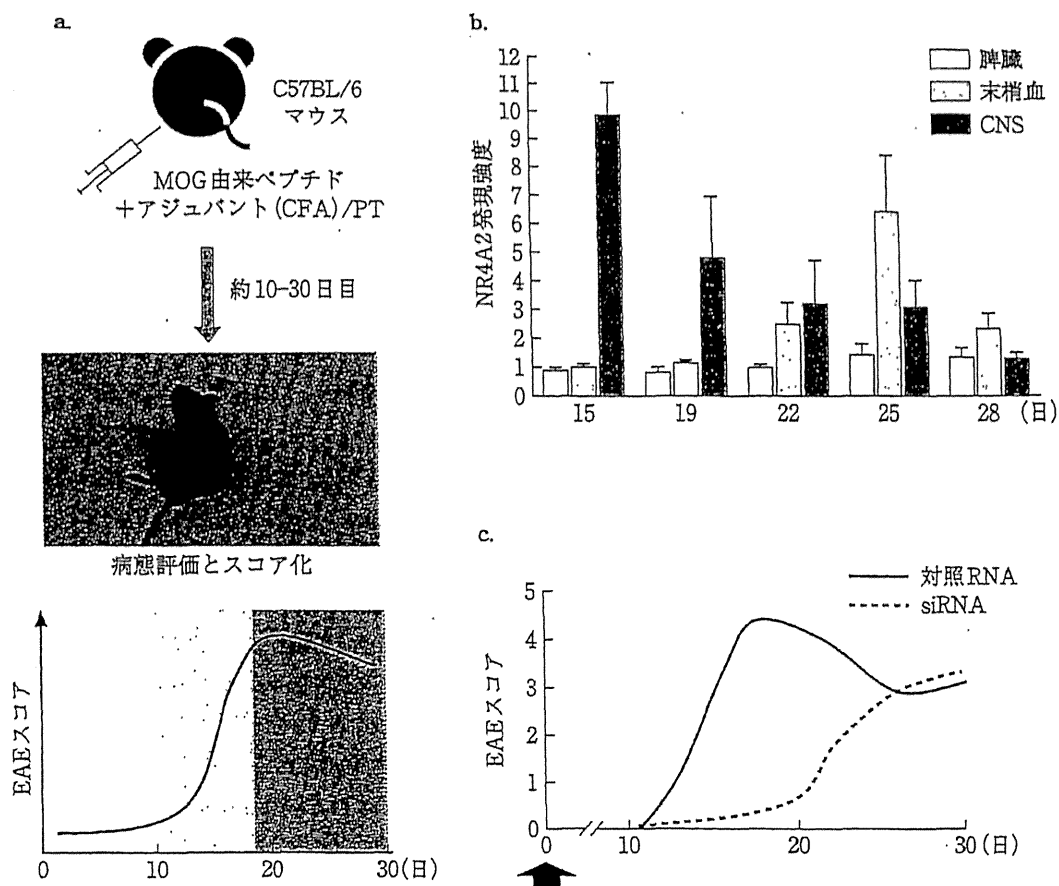 a.
C57BL/6
マウス
MOG由来ペプチド
+アジュバント(CFA)/PT
約10-30日目
病態評価とスコア化
EAEスコア
0
10
20
30(日)
b.
NR4A2発現強度
12
11
10
9
8
7
6
5
4
3
2
1
0
脾臓
末梢血
CNS
15
19
22
25
28
(日)
c.
EAEスコア
5
4
3
2
1
0
対照RNA
siRNA
0
10
20
30(日)